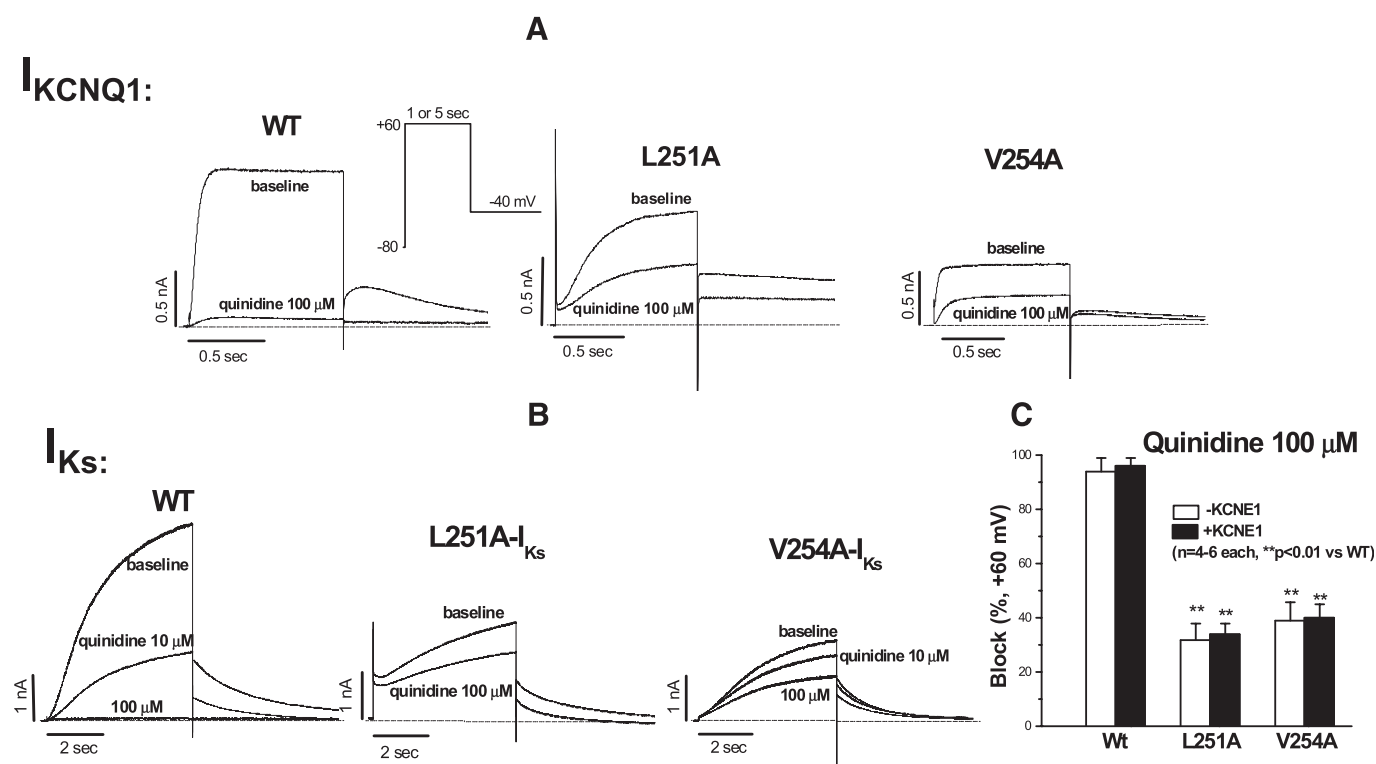 A
I KCNQ1:
WT
baseline
quinidine 100 μM
0.5 nA
0.5 sec
1 or 5 sec
+60
-40 mV
-80
L251A
baseline
quinidine 100 μM
0.5 nA
0.5 sec
V254A
baseline
quinidine 100 μM
0.5 nA
0.5 sec
B
I Ks:
WT
baseline
quinidine 10 μM
100 μM
1 nA
2 sec
L251A-I Ks
baseline
quinidine 100 μM
1 nA
2 sec
V254A-I Ks
baseline
quinidine 10 μM
100 μM
1 nA
2 sec
C
Quinidine 100 μM
Block (%, +60 mV)
100
80
60
40
20
0
-KCNE1
+KCNE1
(n=4-6 each, **p<0.01 vs WT)
** ** ** **
Wt L251A V254A